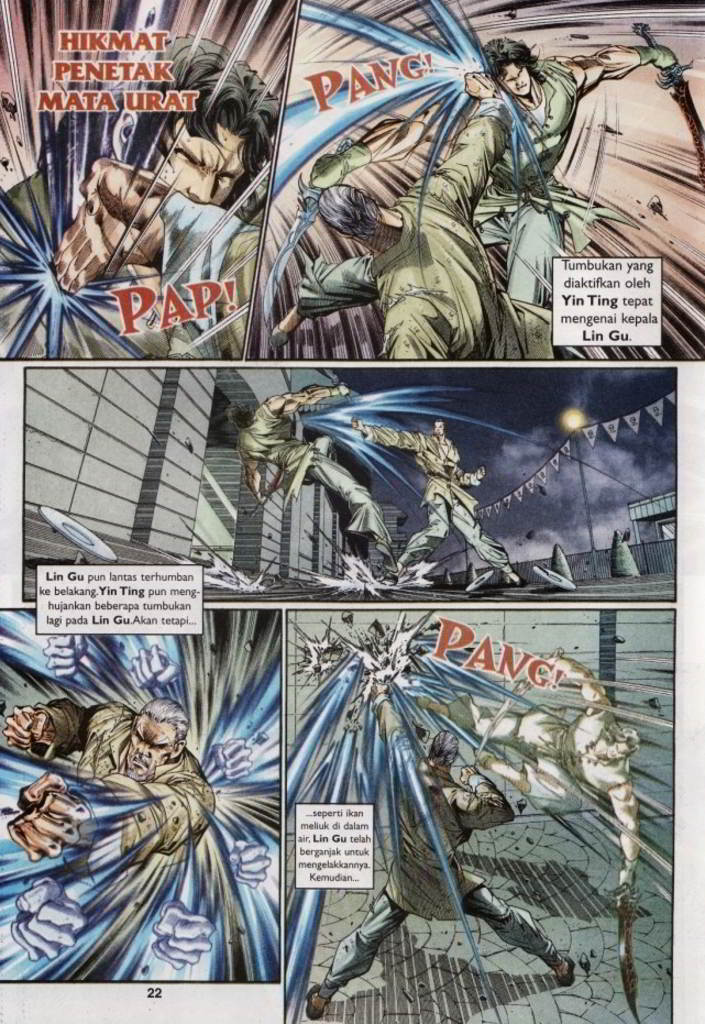 HIKMAT
PENETAK
MATA URAT
PAP!
PANG!
Tumbukan yang
diaktifkan oleh
Yin Ting tepat
mengenai kepala
Lin Gu.
Lin Gu pun lantas terhumban
ke belakang.Yin Ting pun meng-
hujankan beberapa tumbukan
lagi pada Lin Gu.Akan tetapi...
PANG!
...seperti ikan
meliuk di dalam
air, Lin Gu telah
berganjak untuk
mengelakkannya.
Kemudian...
22